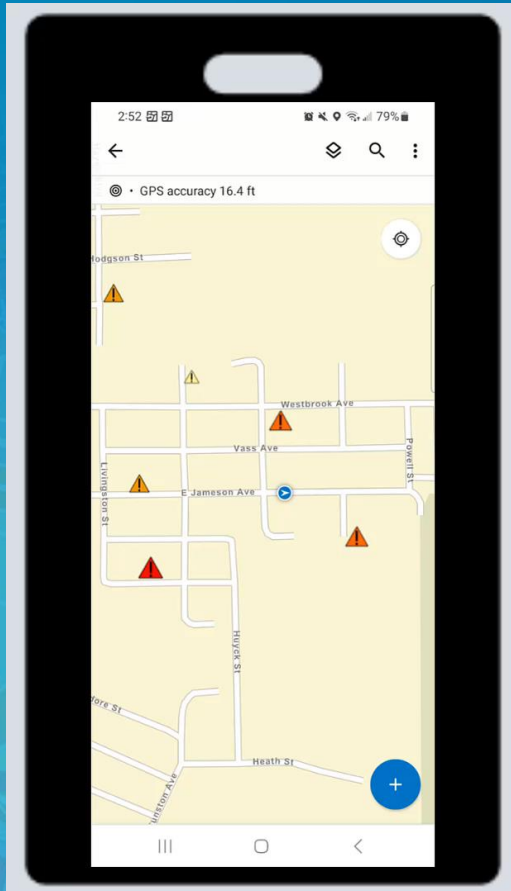 2:52 79%
GPS accuracy 16.4 ft
Hodgson St
Westbrook Ave
Vass Ave
Powell St
Livingston St
E Jameson Ave
Huyck St
Heath St